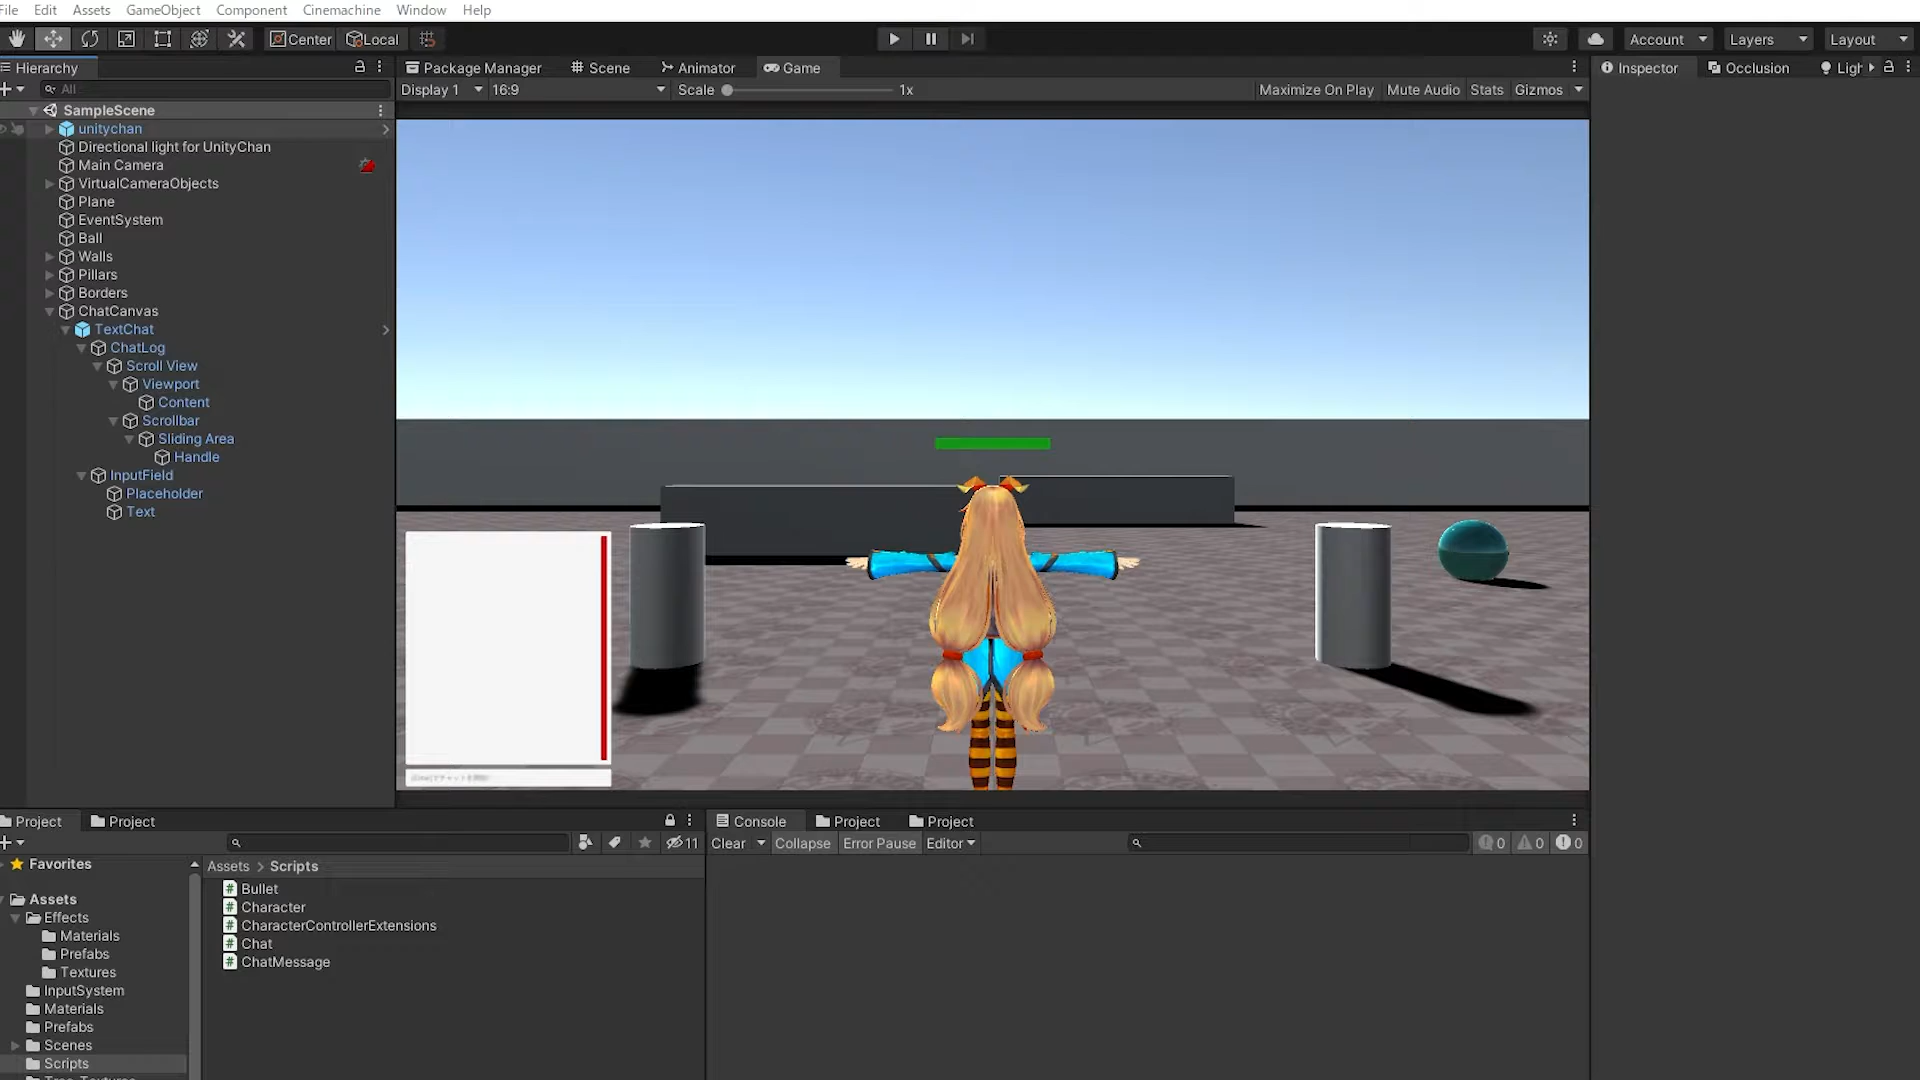 File Edit Assets GameObject Component Cinemachine Window Help
Center Local Account Layers Layout
Hierarchy
All
SampleScene
unitychan
Directional light for UnityChan
Main Camera
VirtualCameraObjects
Plane
EventSystem
Ball
Walls
Pillars
Borders
ChatCanvas
TextChat
ChatLog
Scroll View
Viewport
Content
Scrollbar
Sliding Area
Handle
InputField
Placeholder
Text
Package Manager Scene Animator Game
Display 1 16:9 Scale 1x Maximize On Play Mute Audio Stats Gizmos
Inspector Occlusion Ligh
Project Project
11
Favorites
Assets
Effects
Materials
Prefabs
Textures
InputSystem
Materials
Prefabs
Scenes
Scripts
Assets > Scripts
Bullet
Character
CharacterControllerExtensions
Chat
ChatMessage
Console Project Project
Clear Collapse Error Pause Editor 0 0 0